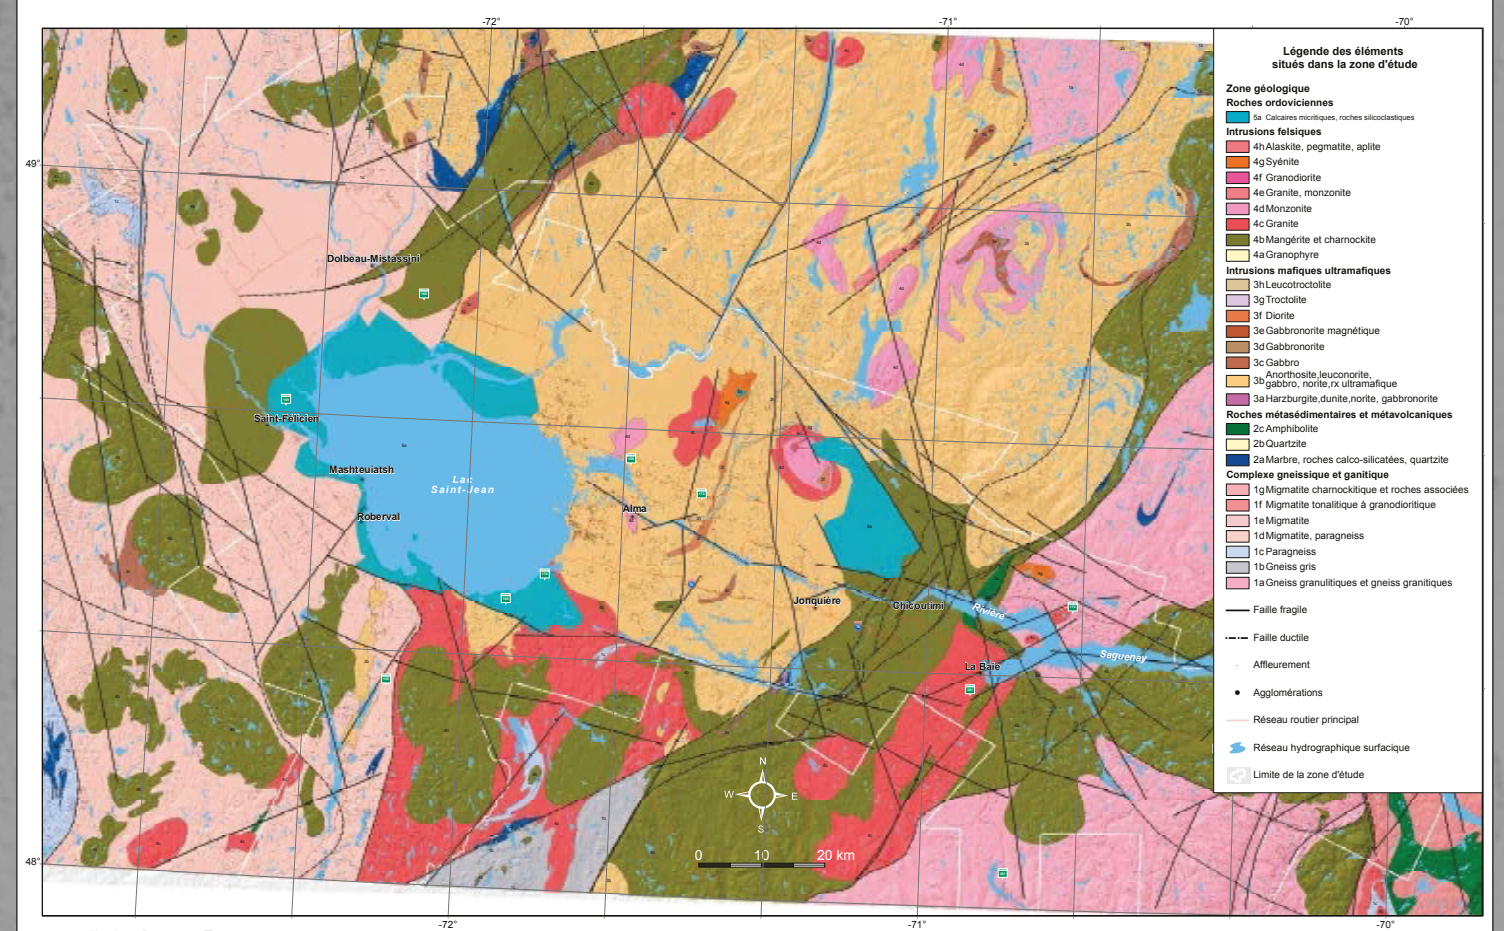 -72°
-71°
-70°
49°
48°
Dolbeau-Mistassini
Saint-Félicien
Mashteuiatsh
Roberval
Lac
Saint-Jean
Alma
Jonquière
Chicoutimi
Rivière
Saguenay
La Baie
N
W
E
S
0 10 20 km
-72°
-71°
-70°
Légende des éléments
situés dans la zone d'étude
Zone géologique
Roches ordoviciennes
5a Calcaires micritiques, roches silicoclastiques
Intrusions felsiques
4h Alaskite, pegmatite, aplite
4g Syénite
4f Granodiorite
4e Granite, monzonite
4d Monzonite
4c Granite
4b Mangérite et charnockite
4a Granophyre
Intrusions mafiques ultramafiques
3h Leucotroctolite
3g Troctolite
3f Diorite
3e Gabbronorite magnétique
3d Gabbronorite
3c Gabbro
3b Anorthosite,leuconorite,
gabbro, norite,rx ultramafique
3a Harzburgite,dunite,norite, gabbronorite
Roches métasédimentaires et métavolcaniques
2c Amphibolite
2b Quartzite
2a Marbre, roches calco-silicatées, quartzite
Complexe gneissique et ganitique
1g Migmatite charnockitique et roches associées
1f Migmatite tonalitique à granodioritique
1e Migmatite
1d Migmatite, paragneiss
1c Paragneiss
1b Gneiss gris
1a Gneiss granulitiques et gneiss granitiques
Faille fragile
Faille ductile
Affleurement
Agglomérations
Réseau routier principal
Réseau hydrographique surfacique
Limite de la zone d'étude